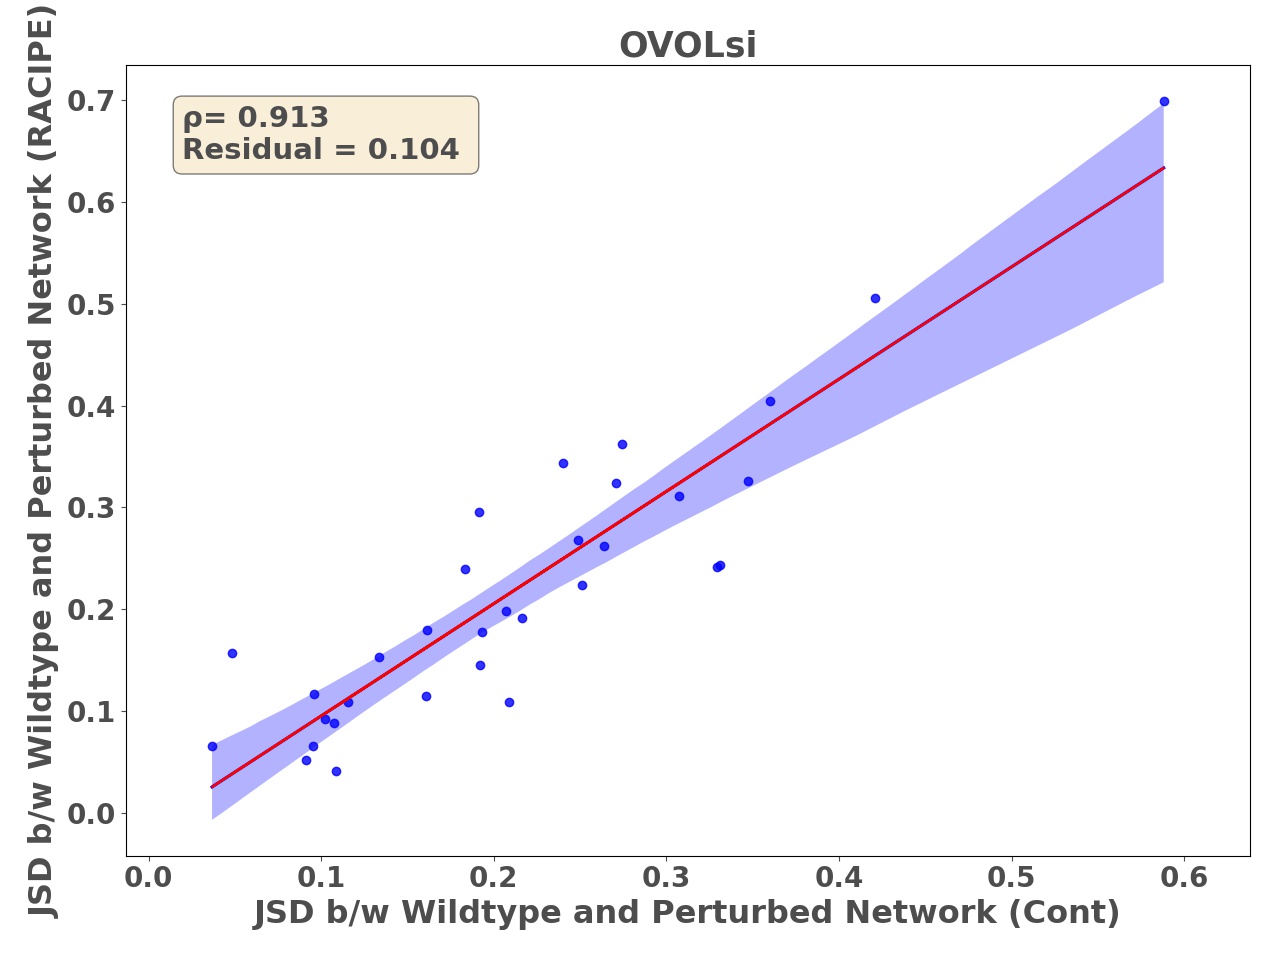 OVOLsi
ρ= 0.913
Residual = 0.104
JSD b/w Wildtype and Perturbed Network (RACIPE)
0.7
0.6
0.5
0.4
0.3
0.2
0.1
0.0
0.0 0.1 0.2 0.3 0.4 0.5 0.6
JSD b/w Wildtype and Perturbed Network (Cont)